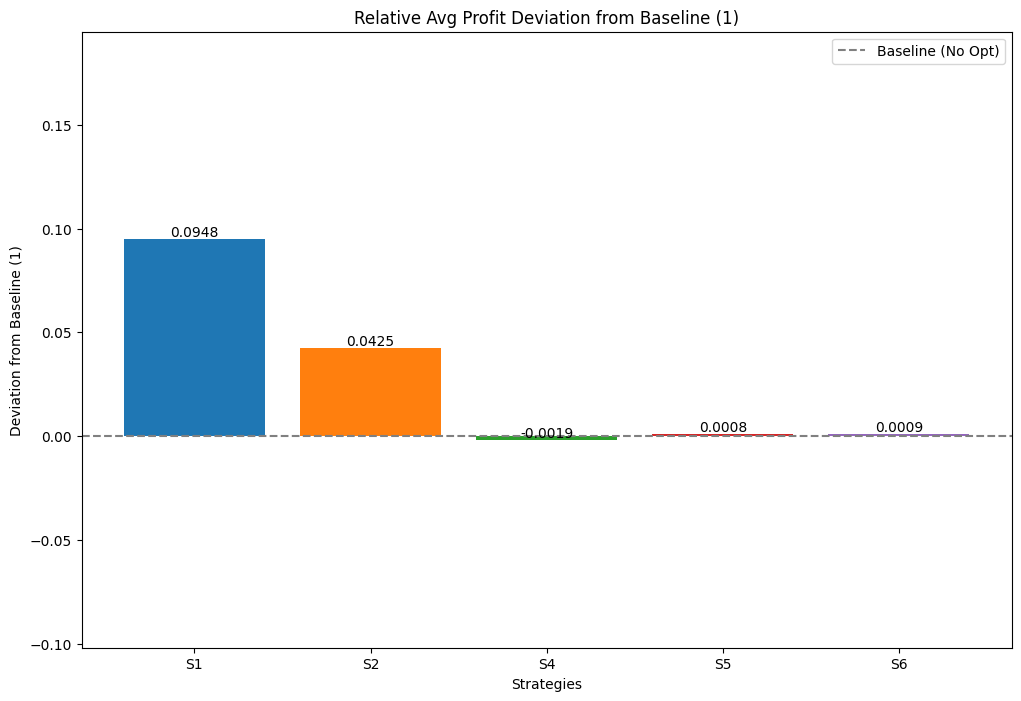 Relative Avg Profit Deviation from Baseline (1)
Baseline (No Opt)
Deviation from Baseline (1)
0.15
0.10
0.05
0.00
−0.05
−0.10
0.0948
0.0425
-0.0019
0.0008
0.0009
S1
S2
S4
S5
S6
Strategies